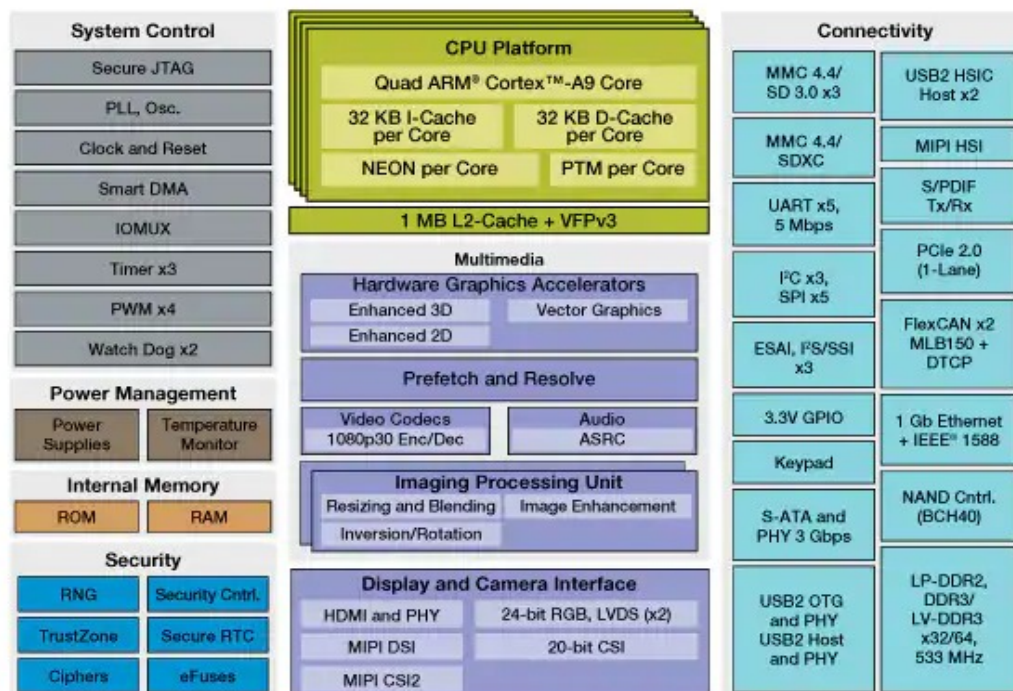 System Control
Secure JTAG
PLL, Osc.
Clock and Reset
Smart DMA
IOMUX
Timer x3
PWM x4
Watch Dog x2
Power Management
Power
Supplies
Temperature
Monitor
Internal Memory
ROM
RAM
Security
RNG
Security Cntrl.
TrustZone
Secure RTC
Ciphers
eFuses
CPU Platform
Quad ARM® Cortex™-A9 Core
32 KB I-Cache
per Core
32 KB D-Cache
per Core
NEON per Core
PTM per Core
1 MB L2-Cache + VFPv3
Multimedia
Hardware Graphics Accelerators
Enhanced 3D
Vector Graphics
Enhanced 2D
Prefetch and Resolve
Video Codecs
1080p30 Enc/Dec
Audio
ASRC
Imaging Processing Unit
Resizing and Blending
Image Enhancement
Inversion/Rotation
Display and Camera Interface
HDMI and PHY
24-bit RGB, LVDS (x2)
MIPI DSI
20-bit CSI
MIPI CSI2
Connectivity
MMC 4.4/
SD 3.0 x3
MMC 4.4/
SDXC
UART x5,
5 Mbps
I²C x3,
SPI x5
ESAI, I²S/SSI
x3
3.3V GPIO
Keypad
S-ATA and
PHY 3 Gbps
USB2 OTG
and PHY
USB2 Host
and PHY
USB2 HSIC
Host x2
MIPI HSI
S/PDIF
Tx/Rx
PCIe 2.0
(1-Lane)
FlexCAN x2
MLB150 +
DTCP
1 Gb Ethernet
+ IEEE® 1588
NAND Cntrl.
(BCH40)
LP-DDR2,
DDR3/
LV-DDR3
x32/64,
533 MHz